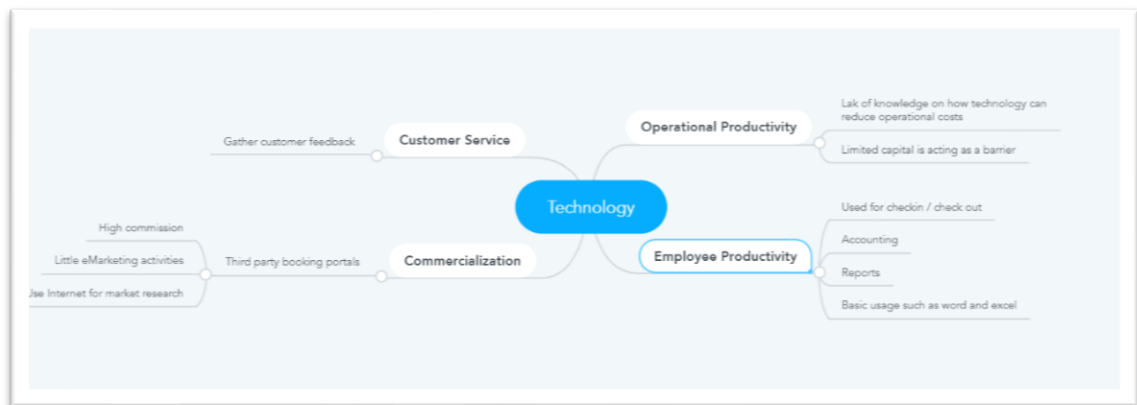 Technology
Customer Service
Gather customer feedback
Commercialization
Third party booking portals
High commission
Little eMarketing activities
Internet for market research
Operational Productivity
Lak of knowledge on how technology can
reduce operational costs
Limited capital is acting as a barrier
Employee Productivity
Used for checkin / check out
Accounting
Reports
Basic usage such as word and excel